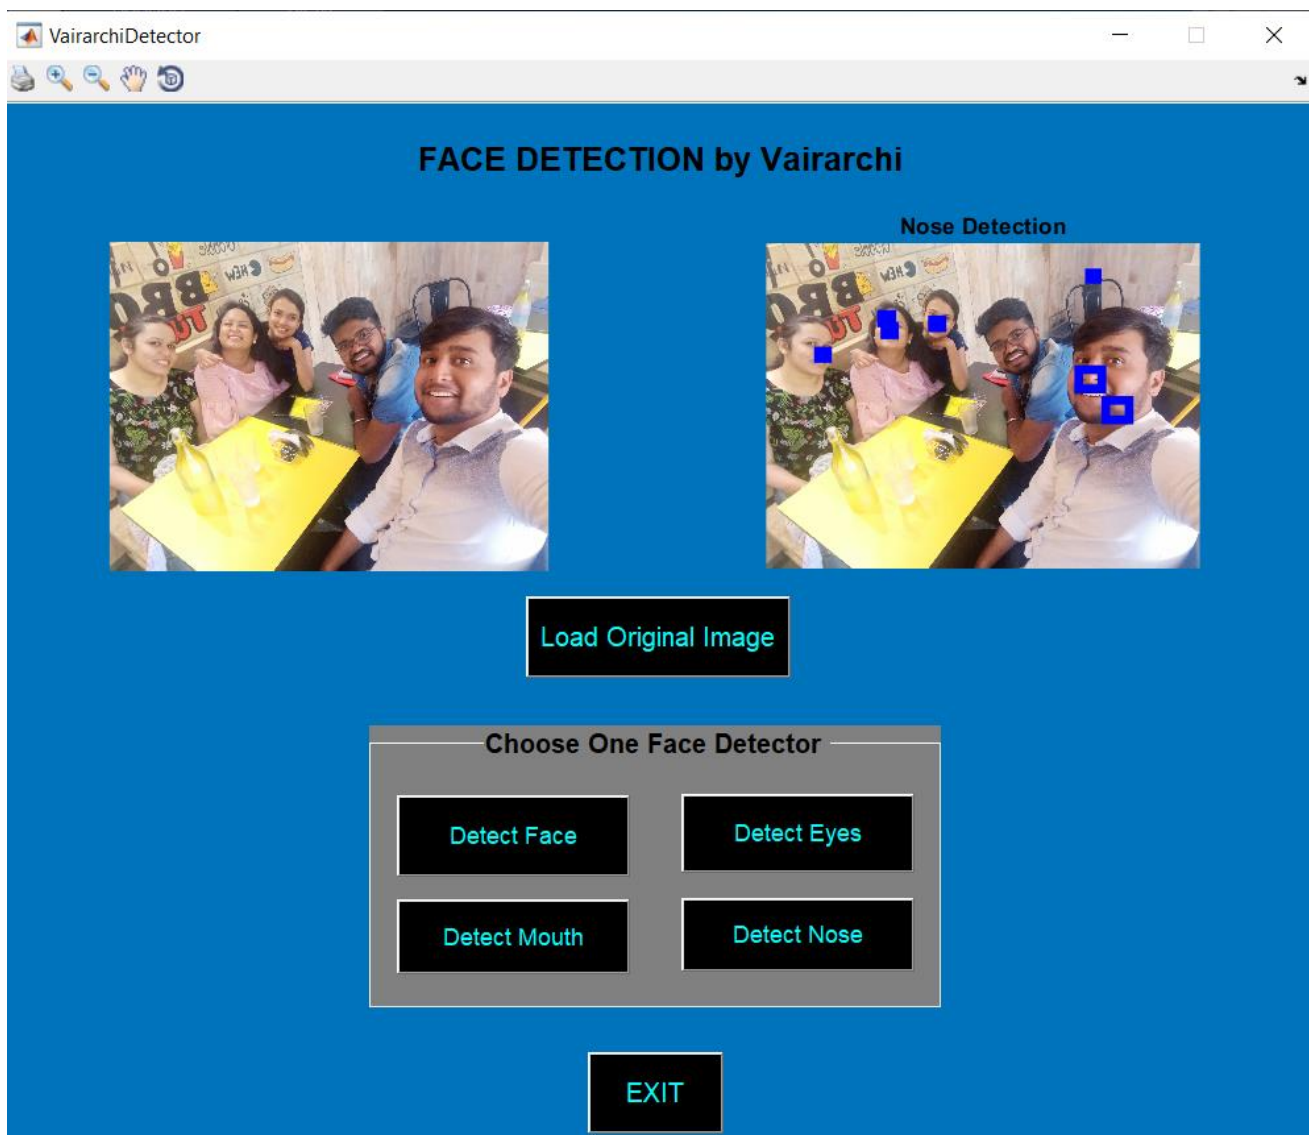 VairarchiDetector
FACE DETECTION by Vairarchi
Nose Detection
Load Original Image
Choose One Face Detector
Detect Face
Detect Eyes
Detect Mouth
Detect Nose
EXIT